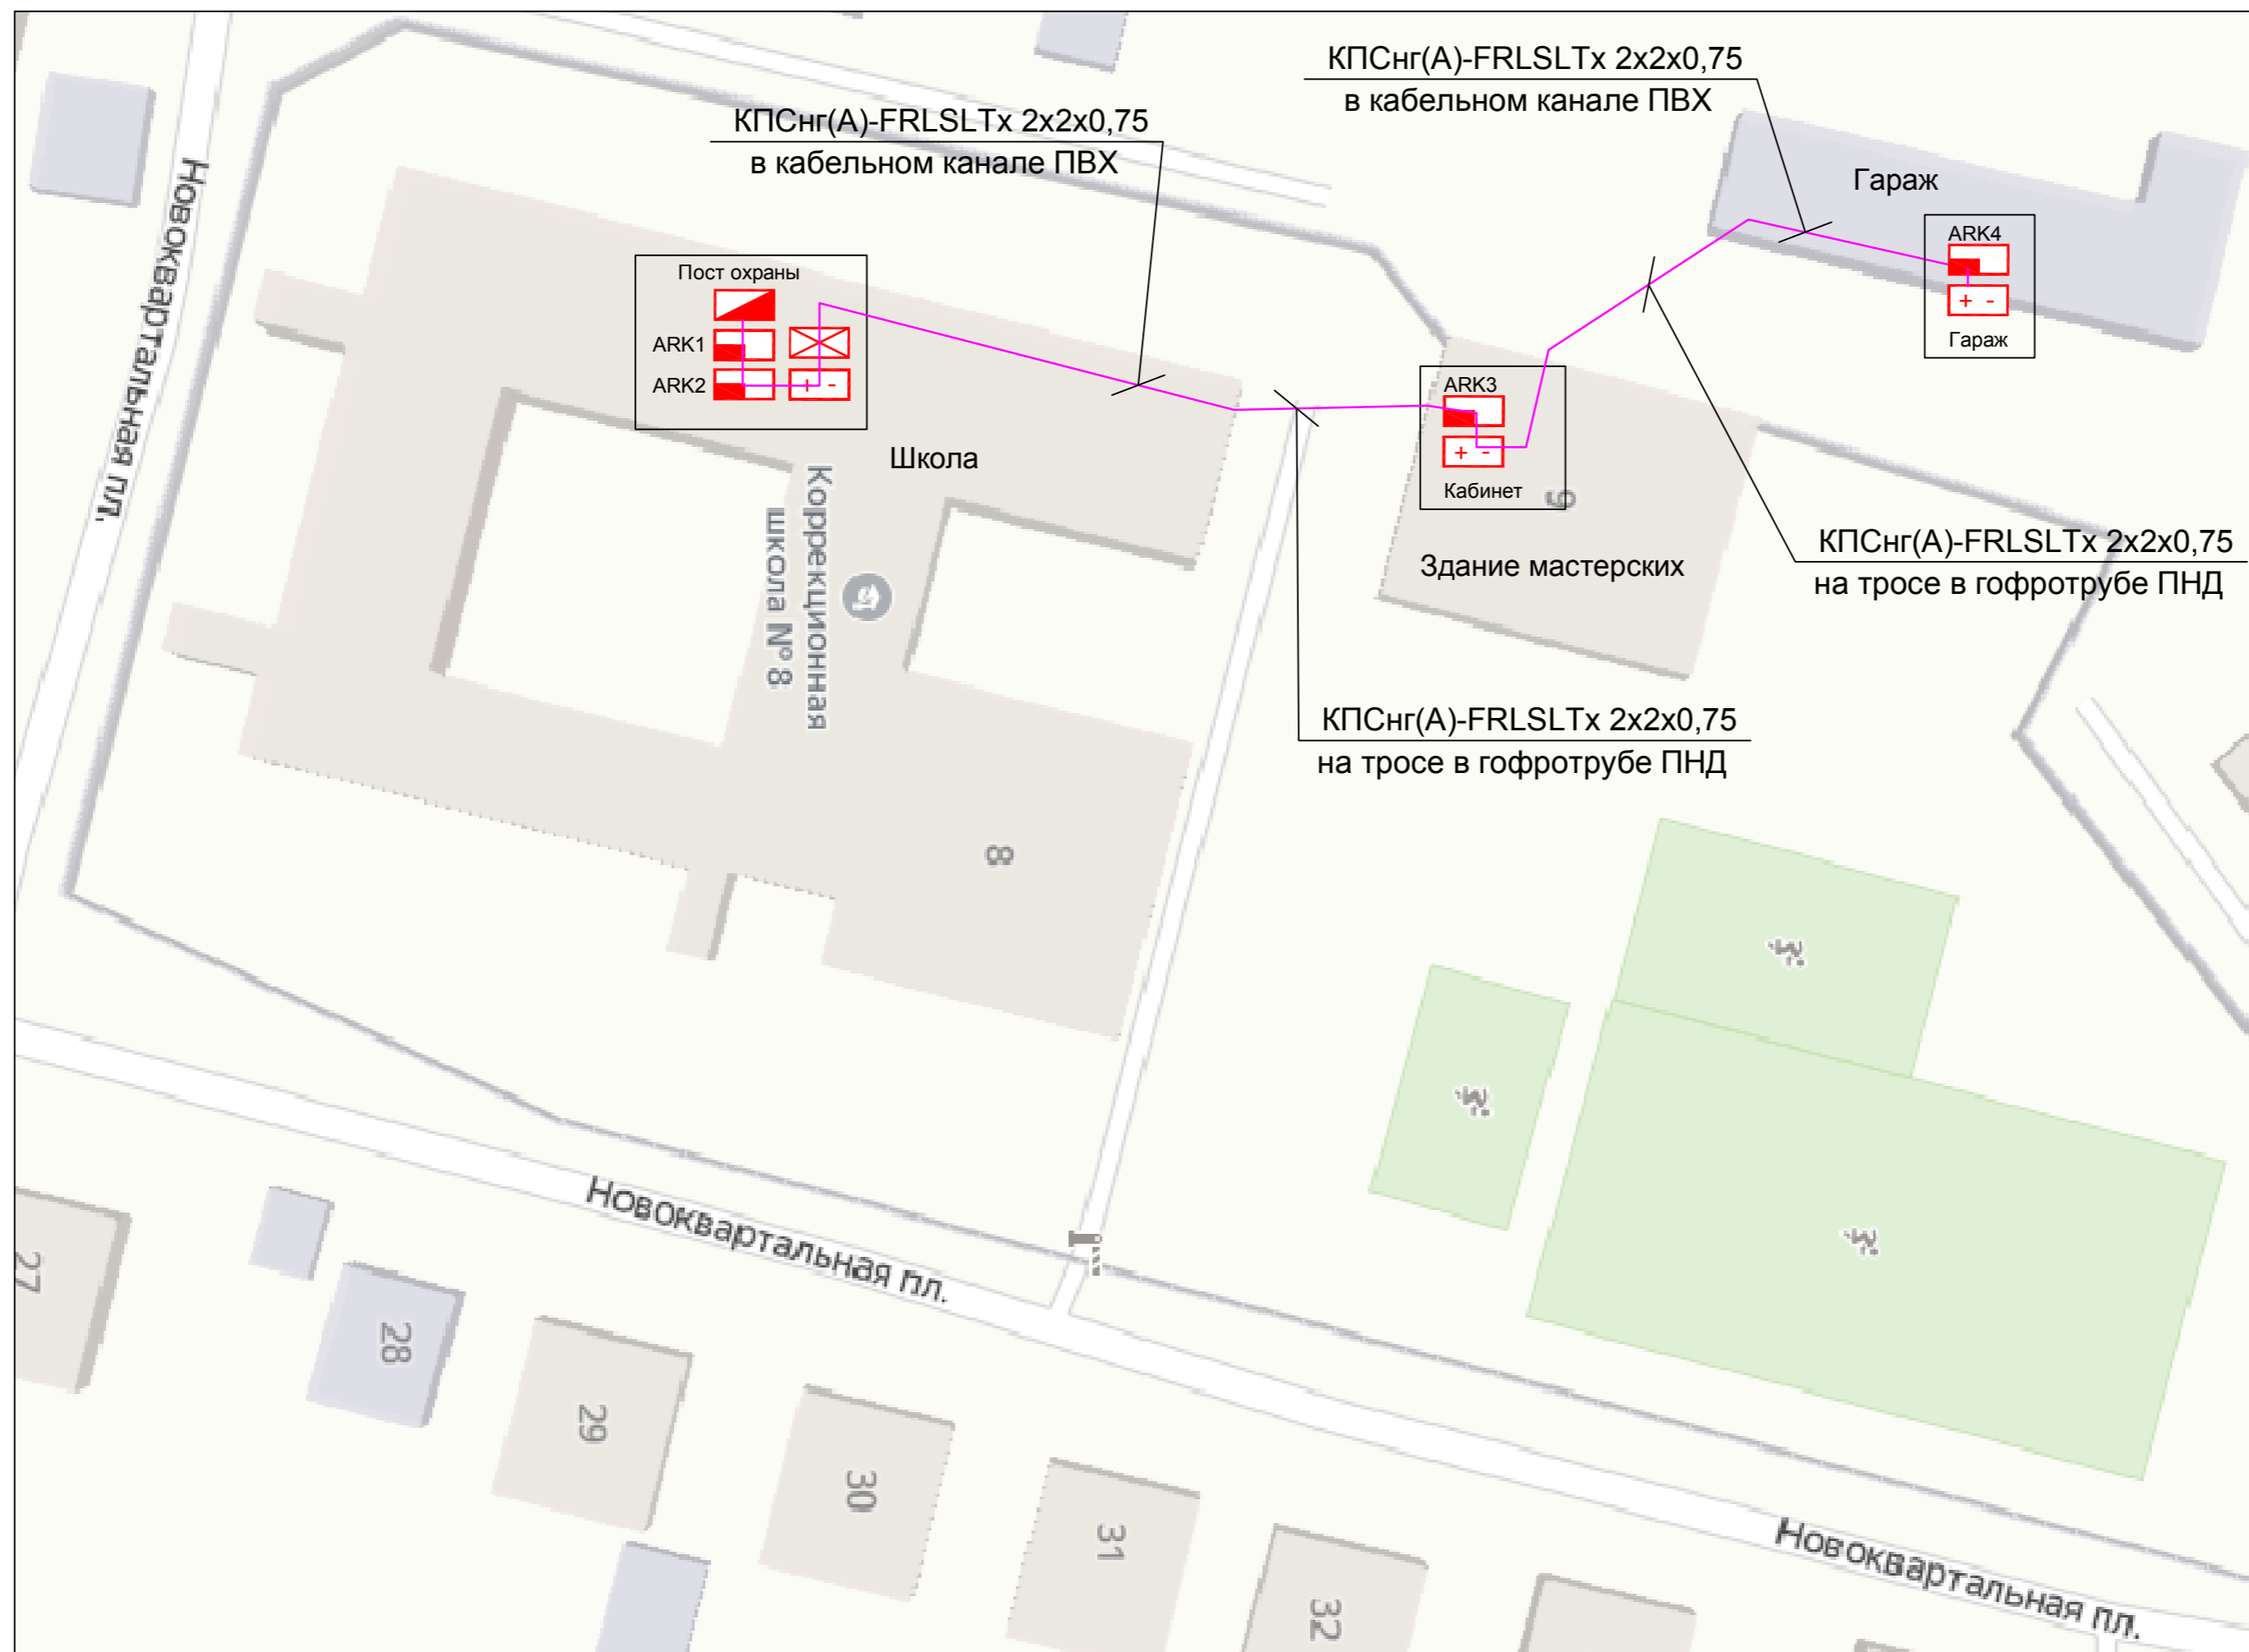 КПСнг(А)-FRLSLTx 2x2x0,75
в кабельном канале ПВХ
КПСнг(А)-FRLSLTx 2x2x0,75
в кабельном канале ПВХ
Гараж
Новоквартальная пл.
Пост охраны
ARK1
ARK2
+ -
ARK4
+ -
Гараж
ARK3
+ -
Кабинет
9
Школа
Коррекционная
школа № 8
Здание мастерских
КПСнг(А)-FRLSLTx 2x2x0,75
на тросе в гофротрубе ПНД
КПСнг(А)-FRLSLTx 2x2x0,75
на тросе в гофротрубе ПНД
8
Новоквартальная пл.
27
28
29
30
31
32
Новоквартальная пл.